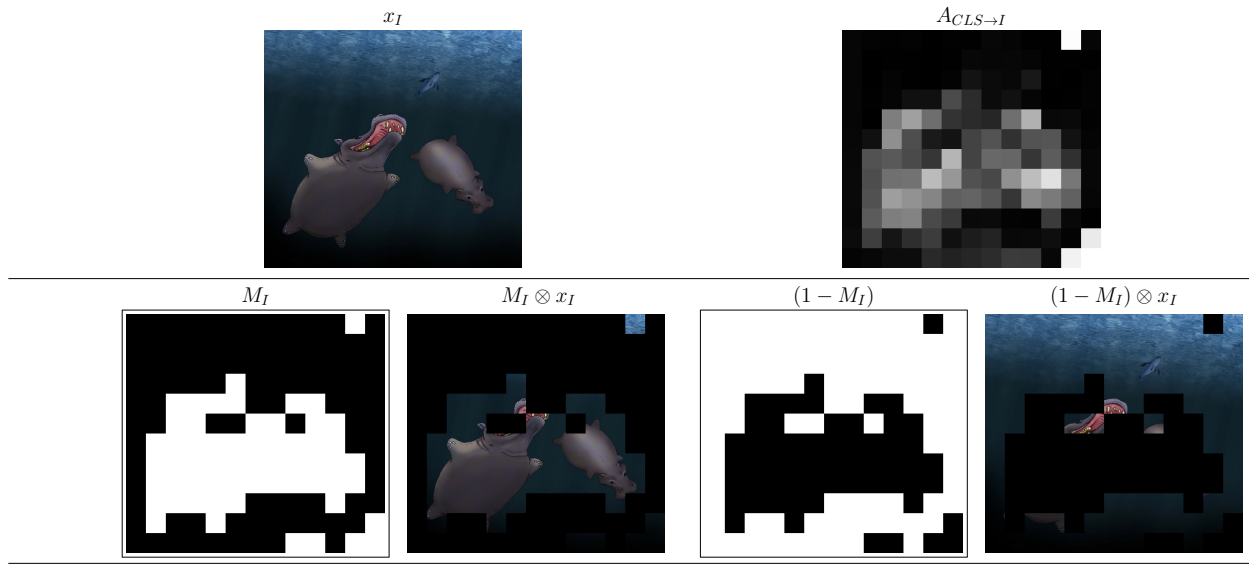 x_I
A_{CLS→I}
M_I
M_I ⊗ x_I
(1 − M_I)
(1 − M_I) ⊗ x_I